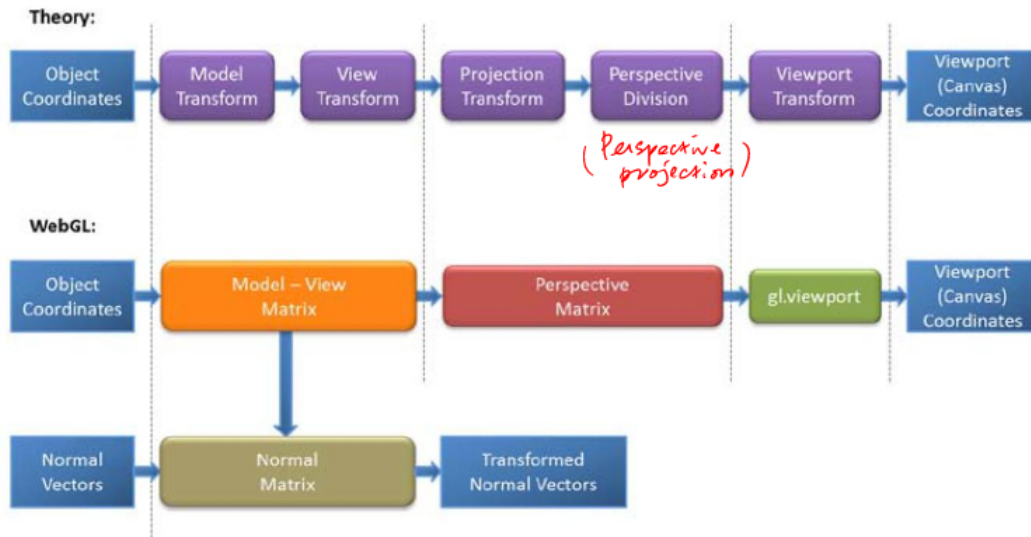 Theory:
Object
Coordinates
Model
Transform
View
Transform
Projection
Transform
Perspective
Division
Viewport
Transform
Viewport
(Canvas)
Coordinates
(Perspective
projection)
WebGL:
Object
Coordinates
Model – View
Matrix
Perspective
Matrix
gl.viewport
Viewport
(Canvas)
Coordinates
Normal
Vectors
Normal
Matrix
Transformed
Normal Vectors